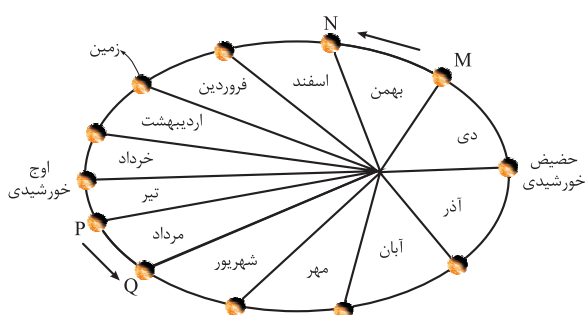 N
M
زمین
فروردین
اسفند
بهمن
اردیبهشت
دی
خرداد
حضیض
خورشیدی
اوج
خورشیدی
تیر
آذر
P
مرداد
آبان
شهریور
مهر
Q